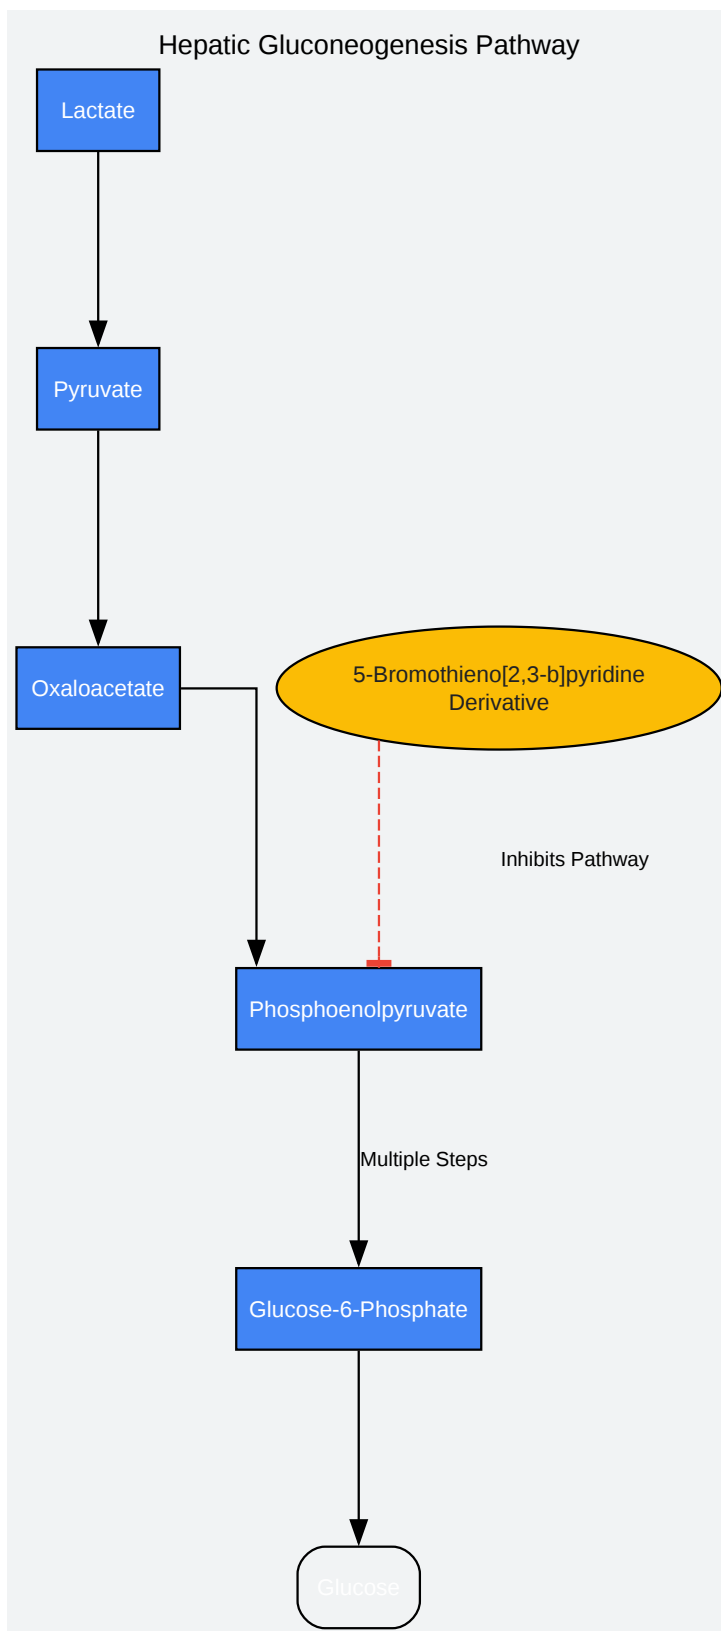 Hepatic Gluconeogenesis Pathway
Lactate
Pyruvate
Oxaloacetate
5-Bromothieno[2,3-b]pyridine
Derivative
Inhibits Pathway
Phosphoenolpyruvate
Multiple Steps
Glucose-6-Phosphate
Glucose